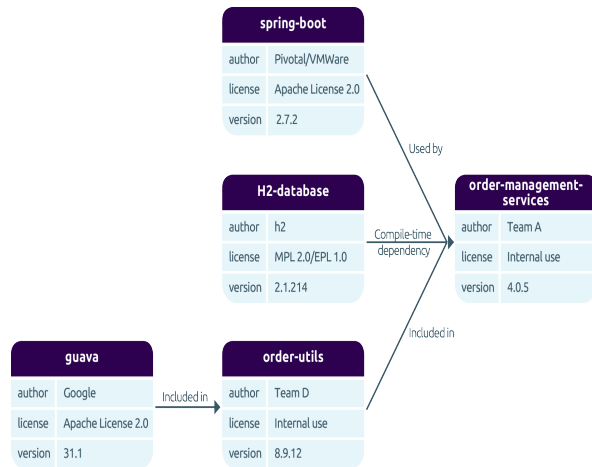 spring-boot
author Pivotal/VMWare
license Apache License 2.0
version 2.7.2
Used by
H2-database
author h2
license MPL 2.0/EPL 1.0
version 2.1.214
Compile-time
dependency
order-management-
services
author Team A
license Internal use
version 4.0.5
Included in
guava
author Google
license Apache License 2.0
version 31.1
Included in
order-utils
author Team D
license Internal use
version 8.9.12